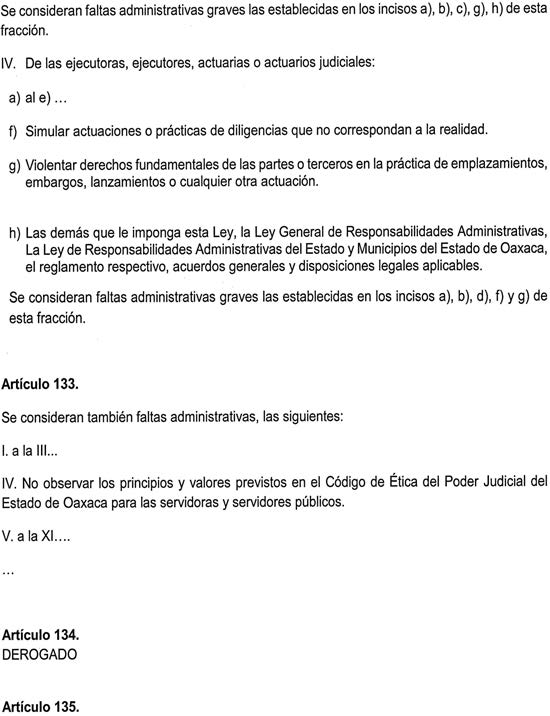 Se consideran faltas administrativas graves las establecidas en los incisos a), b), c), g), h) de esta
fracción.
IV. De las ejecutoras, ejecutores, actuarias o actuarios judiciales:
a) al e) …
f) Simular actuaciones o prácticas de diligencias que no correspondan a la realidad.
g) Violentar derechos fundamentales de las partes o terceros en la práctica de emplazamientos,
embargos, lanzamientos o cualquier otra actuación.
h) Las demás que le imponga esta Ley, la Ley General de Responsabilidades Administrativas,
La Ley de Responsabilidades Administrativas del Estado y Municipios del Estado de Oaxaca,
el reglamento respectivo, acuerdos generales y disposiciones legales aplicables.
Se consideran faltas administrativas graves las establecidas en los incisos a), b), d), f) y g) de
esta fracción.
Artículo 133.
Se consideran también faltas administrativas, las siguientes:
I. a la III...
IV. No observar los principios y valores previstos en el Código de Ética del Poder Judicial del
Estado de Oaxaca para las servidoras y servidores públicos.
V. a la XI....
...
Artículo 134.
DEROGADO
Artículo 135.